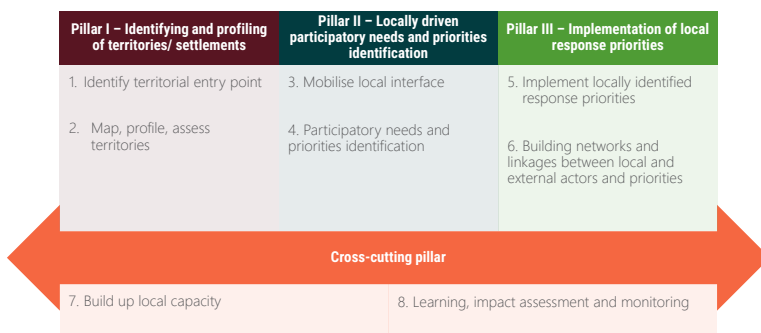 Pillar I – Identifying and profiling
of territories/ settlements
Pillar II – Locally driven
participatory needs and priorities
identification
Pillar III – Implementation of local
response priorities
1. Identify territorial entry point
2. Map, profile, assess
territories
3. Mobilise local interface
4. Participatory needs and
priorities identification
5. Implement locally identified
response priorities
6. Building networks and
linkages between local and
external actors and priorities
Cross-cutting pillar
7. Build up local capacity
8. Learning, impact assessment and monitoring